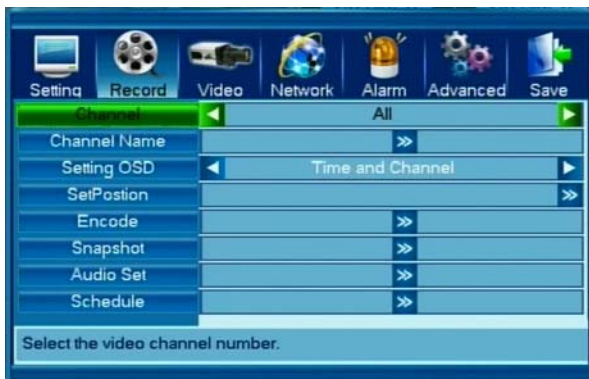 Setting Record Video Network Alarm Advanced Save
Channel All
Channel Name
Setting OSD Time and Channel
SetPostion
Encode
Snapshot
Audio Set
Schedule
Select the video channel number.